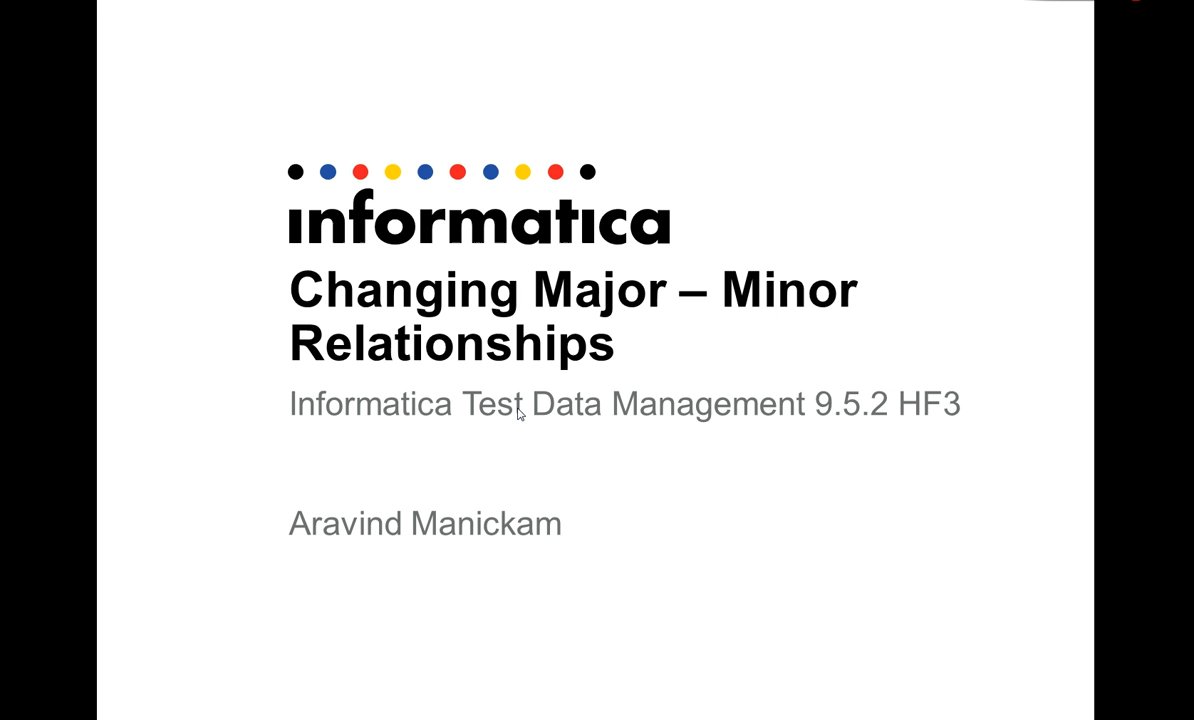 informatica
Changing Major – Minor
Relationships
Informatica Test Data Management 9.5.2 HF3
Aravind Manickam